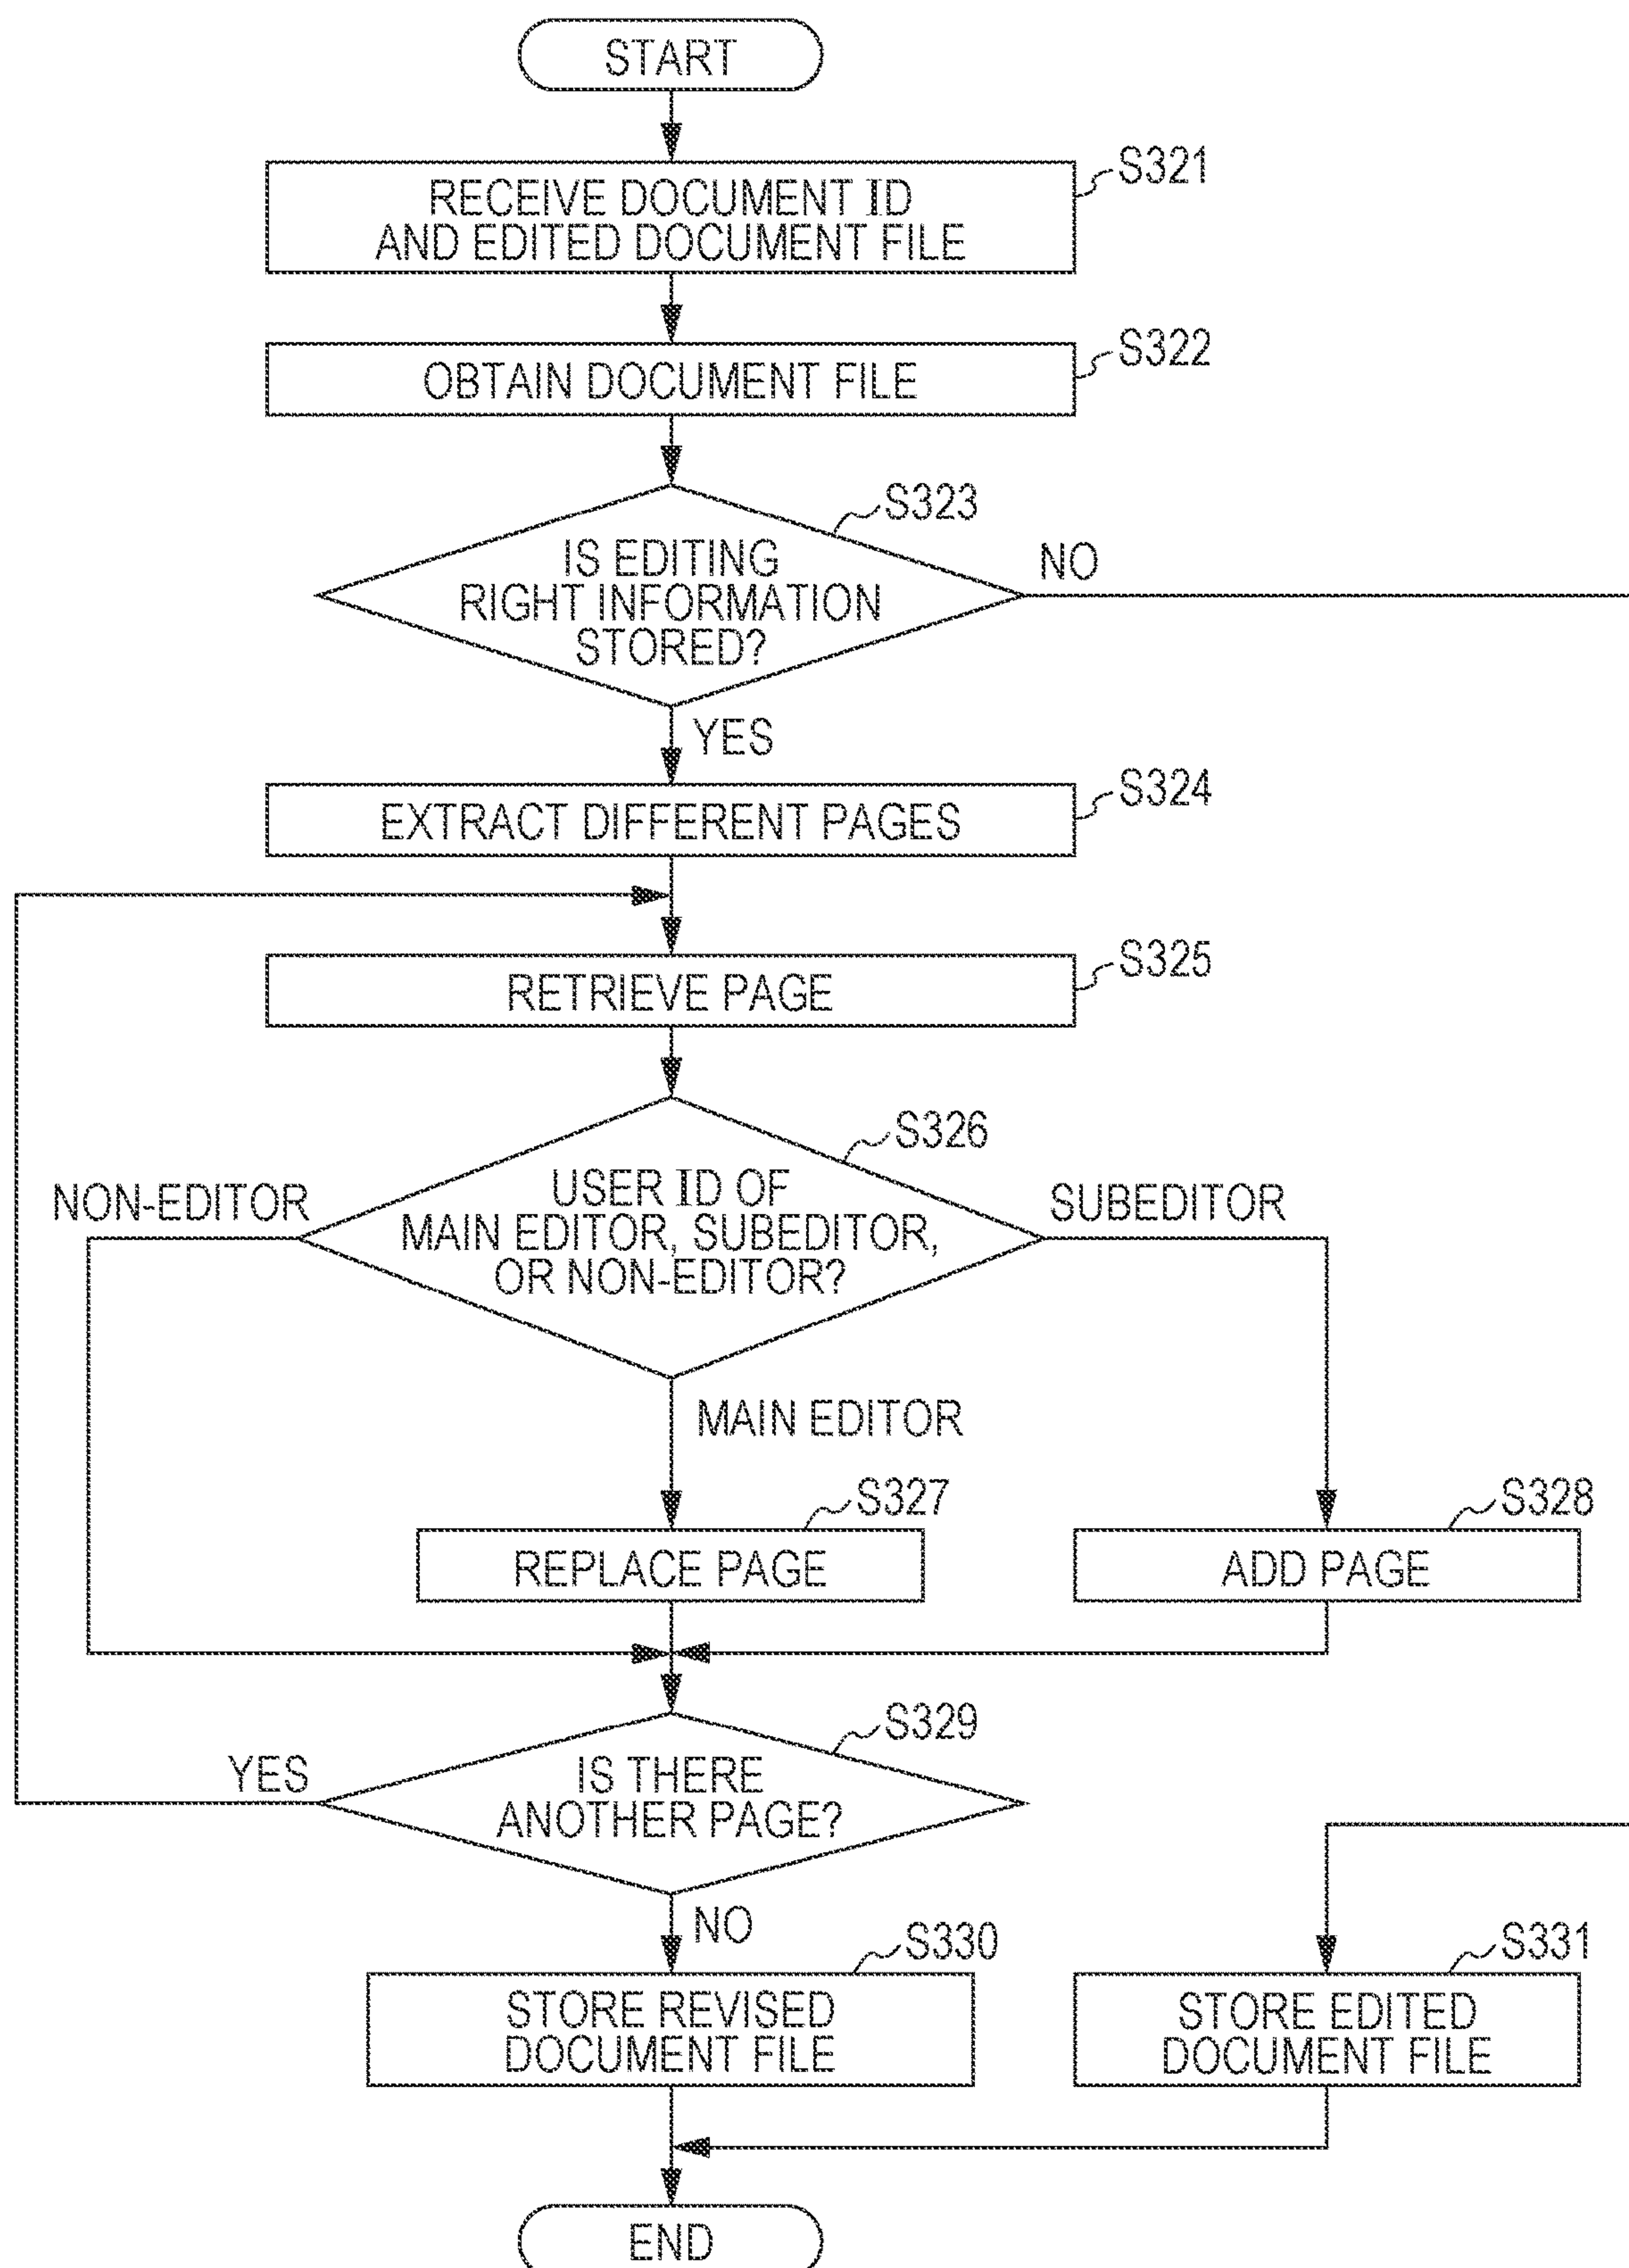 START
S321
RECEIVE DOCUMENT ID
AND EDITED DOCUMENT FILE
S322
OBTAIN DOCUMENT FILE
S323
IS EDITING
RIGHT INFORMATION
STORED?
NO
YES
S324
EXTRACT DIFFERENT PAGES
S325
RETRIEVE PAGE
S326
NON-EDITOR
USER ID OF
MAIN EDITOR, SUBEDITOR,
OR NON-EDITOR?
SUBEDITOR
MAIN EDITOR
S327
REPLACE PAGE
S328
ADD PAGE
S329
YES
IS THERE
ANOTHER PAGE?
NO
S330
STORE REVISED
DOCUMENT FILE
S331
STORE EDITED
DOCUMENT FILE
END